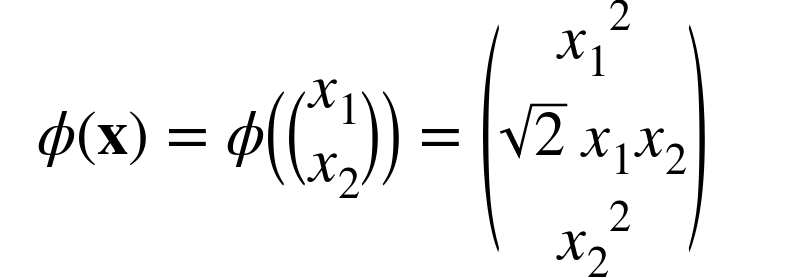 ϕ(𝐱) = ϕ((x₁ x₂)) = (x₁² √2 x₁x₂ x₂²)